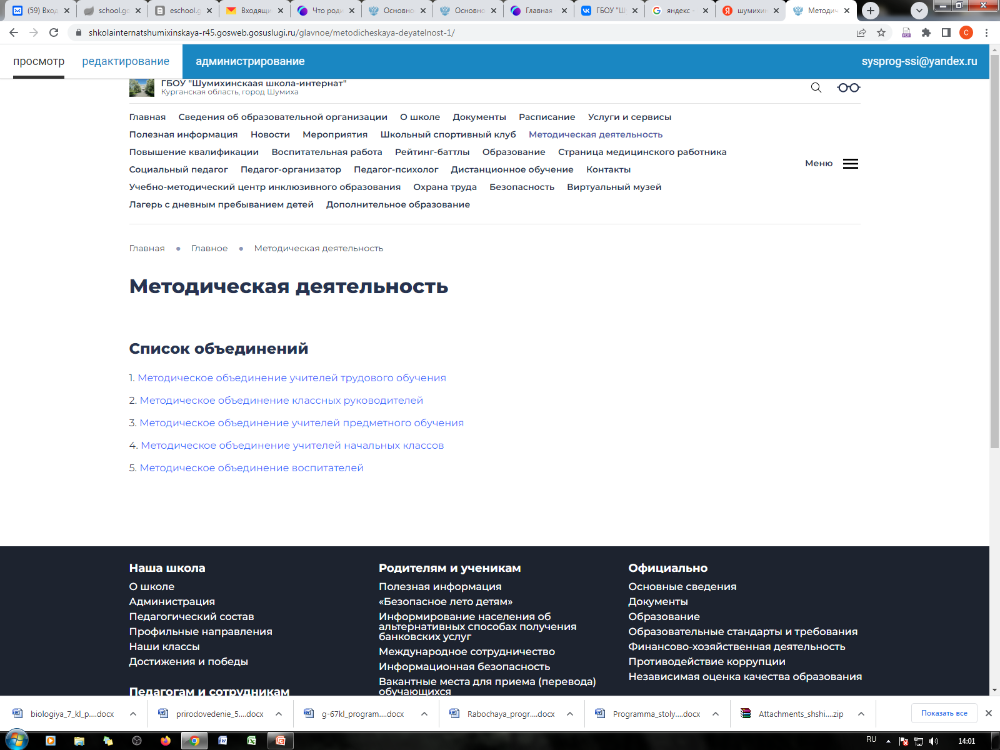 (59) Вход
school.gc
eschool.g
Входящи
Что роди
Основно
Основно
Главная -
ГБОУ "Ш
яндекс -
шумихин
Методич
shkolainternatshumixinskaya-r45.gosweb.gosuslugi.ru/glavnoe/metodicheskaya-deyatelnost-1/
просмотр редактирование администрирование sysprog-ssi@yandex.ru
ГБОУ "Шумихинскаая школа-интернат"
Курганская область, город Шумиха
Главная Сведения об образовательной организации О школе Документы Расписание Услуги и сервисы
Полезная информация Новости Мероприятия Школьный спортивный клуб Методическая деятельность
Повышение квалификации Воспитательная работа Рейтинг-баттлы Образование Страница медицинского работника
Меню
Социальный педагог Педагог-организатор Педагог-психолог Дистанционное обучение Контакты
Учебно-методический центр инклюзивного образования Охрана труда Безопасность Виртуальный музей
Лагерь с дневным пребыванием детей Дополнительное образование
Главная Главное Методическая деятельность
Методическая деятельность
Список объединений
1. Методическое объединение учителей трудового обучения
2. Методическое объединение классных руководителей
3. Методическое объединение учителей предметного обучения
4. Методическое объединение учителей начальных классов
5. Методическое объединение воспитателей
Наша школа
О школе
Администрация
Педагогический состав
Профильные направления
Наши классы
Достижения и победы
Педагогам и сотрудникам
Родителям и ученикам
Полезная информация
«Безопасное лето детям»
Информирование населения об
альтернативных способах получения
банковских услуг
Международное сотрудничество
Информационная безопасность
Вакантные места для приема (перевода)
обучающихся
Официально
Основные сведения
Документы
Образование
Образовательные стандарты и требования
Финансово-хозяйственная деятельность
Противодействие коррупции
Независимая оценка качества образования
biologiya_7_kl_p....docx
prirodovedenie_5....docx
g-67kl_program....docx
Rabochaya_progr....docx
Programma_stoly....docx
Attachments_shshi....zip
Показать все
RU 14:01